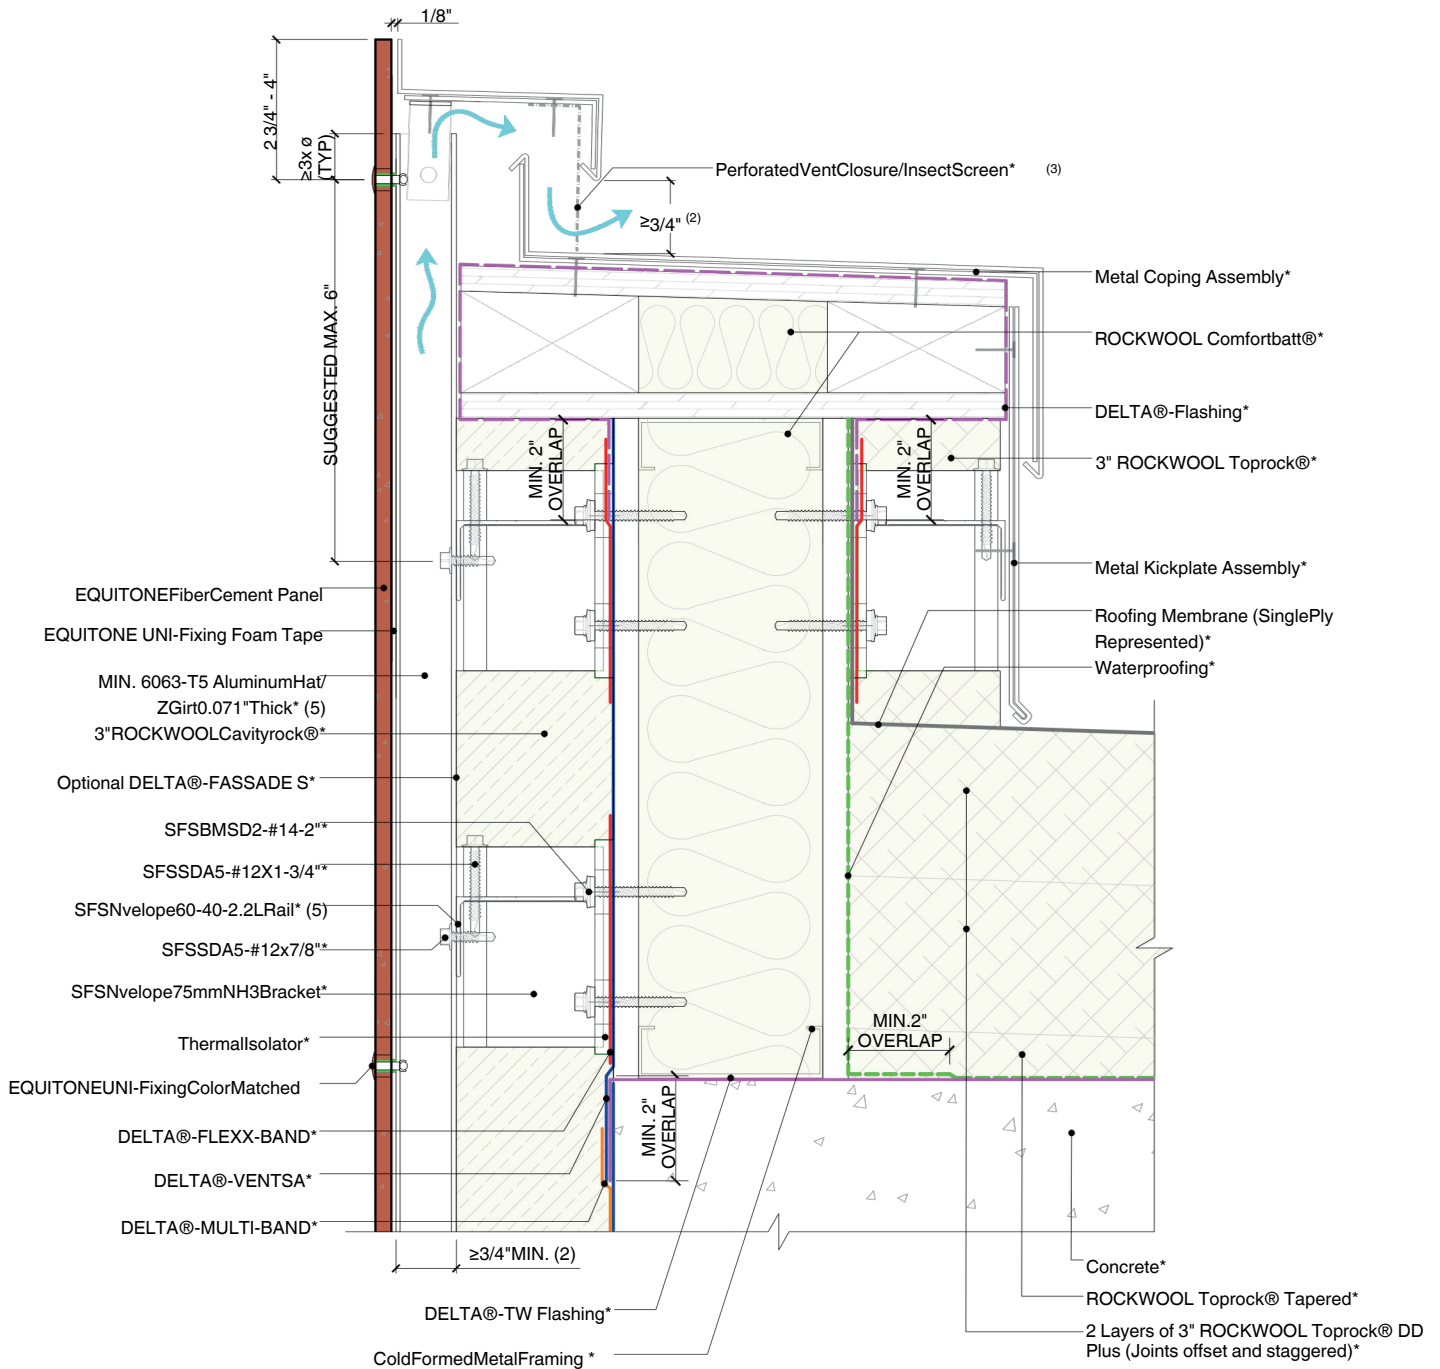 1/8"
2 3/4" - 4"
≥3x ø
(TYP)
SUGGESTED MAX. 6"
PerforatedVentClosure/InsectScreen* (3)
≥3/4" (2)
Metal Coping Assembly*
ROCKWOOL Comfortbatt®*
DELTA®-Flashing*
3" ROCKWOOL Toprock®*
MIN. 2"
OVERLAP
MIN. 2"
OVERLAP
Metal Kickplate Assembly*
Roofing Membrane (SinglePly
Represented)*
Waterproofing*
EQUITONEFiberCement Panel
EQUITONE UNI-Fixing Foam Tape
MIN. 6063-T5 AluminumHat/
ZGirt0.071"Thick* (5)
3"ROCKWOOLCavityrock®*
Optional DELTA®-FASSADE S*
SFSBMSD2-#14-2"*
SFSSDA5-#12X1-3/4"*
SFSNvelope60-40-2.2LRail* (5)
SFSSDA5-#12x7/8"*
SFSNvelope75mmNH3Bracket*
ThermalIsolator*
EQUITONEUNI-FixingColorMatched
DELTA®-FLEXX-BAND*
DELTA®-VENTSA*
DELTA®-MULTI-BAND*
MIN.2"
OVERLAP
MIN. 2"
OVERLAP
≥3/4"MIN. (2)
DELTA®-TW Flashing*
ColdFormedMetalFraming *
Concrete*
ROCKWOOL Toprock® Tapered*
2 Layers of 3" ROCKWOOL Toprock® DD
Plus (Joints offset and staggered)*